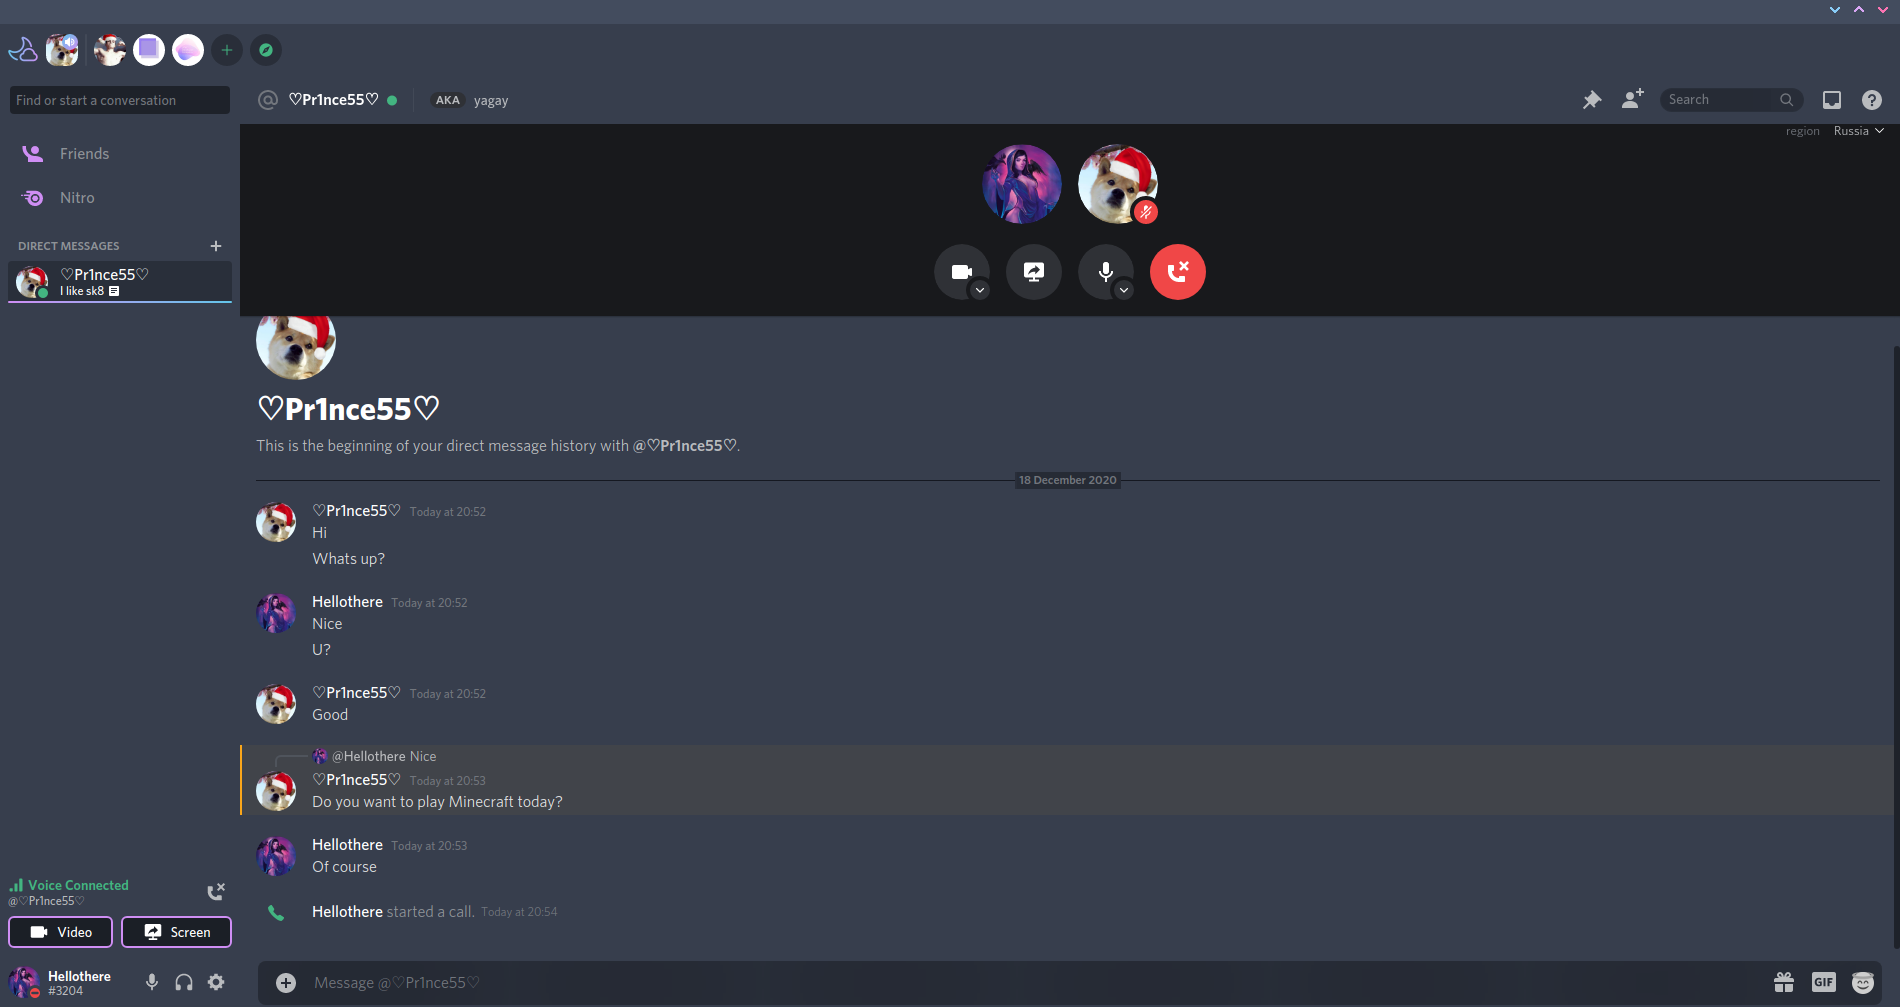 Find or start a conversation
@ ♡Pr1nce55♡
AKA yagay
Search
Friends
Nitro
DIRECT MESSAGES
♡Pr1nce55♡
I like sk8
region Russia
♡Pr1nce55♡
This is the beginning of your direct message history with @♡Pr1nce55♡.
18 December 2020
♡Pr1nce55♡ Today at 20:52
Hi
Whats up?
Hellothere Today at 20:52
Nice
U?
♡Pr1nce55♡ Today at 20:52
Good
@Hellothere Nice
♡Pr1nce55♡ Today at 20:53
Do you want to play Minecraft today?
Hellothere Today at 20:53
Of course
Hellothere started a call. Today at 20:54
Voice Connected
@♡Pr1nce55♡
Video
Screen
Hellothere
#3204
Message @♡Pr1nce55♡
GIF